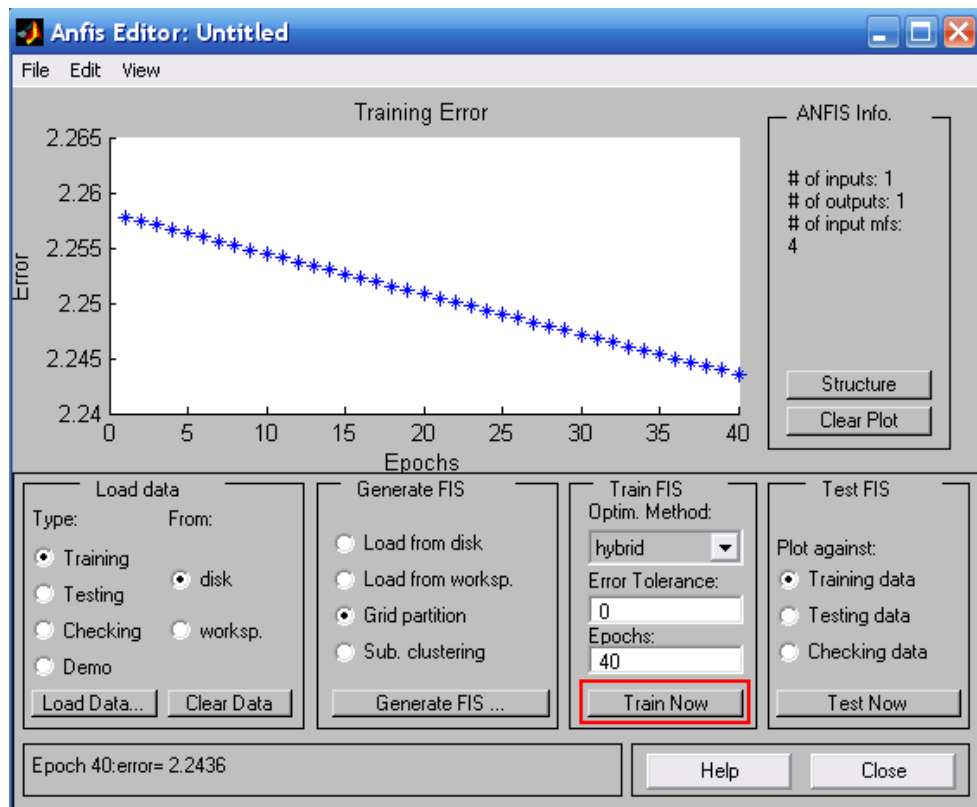 Anfis Editor: Untitled
File Edit View
Training Error
2.265
2.26
2.255
2.25
2.245
2.24
Error
0 5 10 15 20 25 30 35 40
Epochs
ANFIS Info.
# of inputs: 1
# of outputs: 1
# of input mfs:
4
Structure
Clear Plot
Load data
Type: From:
Training
disk
Testing
Checking
worksp.
Demo
Load Data... Clear Data
Generate FIS
Load from disk
Load from worksp.
Grid partition
Sub. clustering
Generate FIS ...
Train FIS
Optim. Method:
hybrid
Error Tolerance:
0
Epochs:
40
Train Now
Test FIS
Plot against:
Training data
Testing data
Checking data
Test Now
Epoch 40:error= 2.2436
Help Close